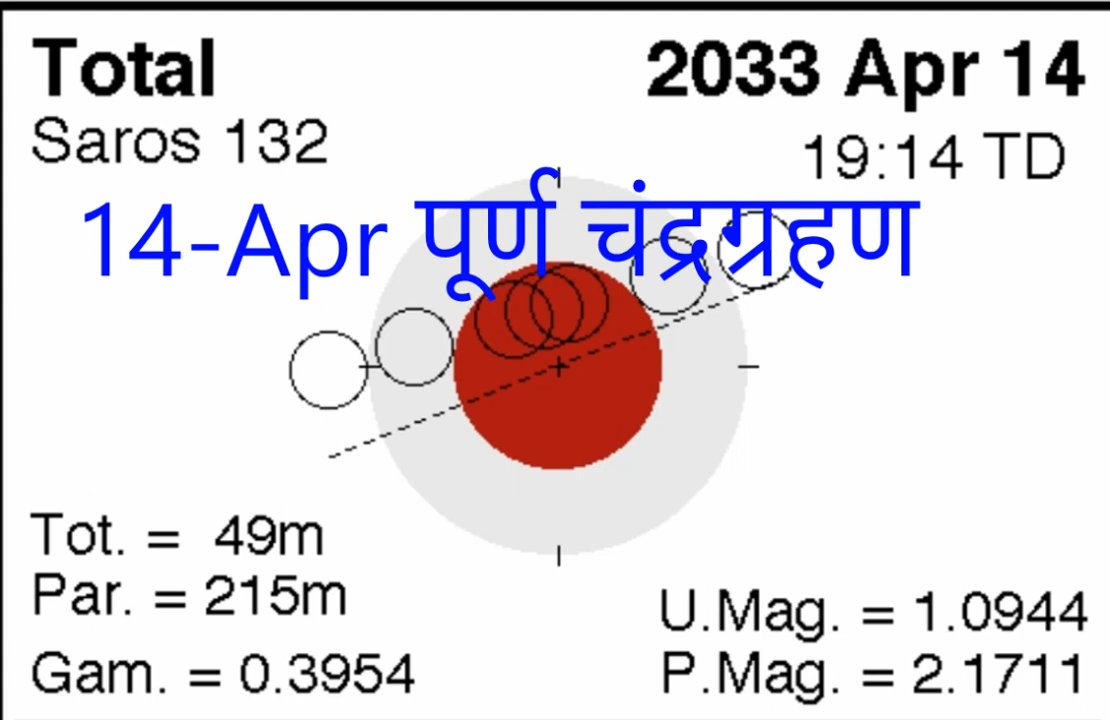 Total
2033 Apr 14
Saros 132
19:14 TD
14-Apr पूर्ण चंद्रग्रहण
Tot. = 49m
Par. = 215m
Gam. = 0.3954
U.Mag. = 1.0944
P.Mag. = 2.1711